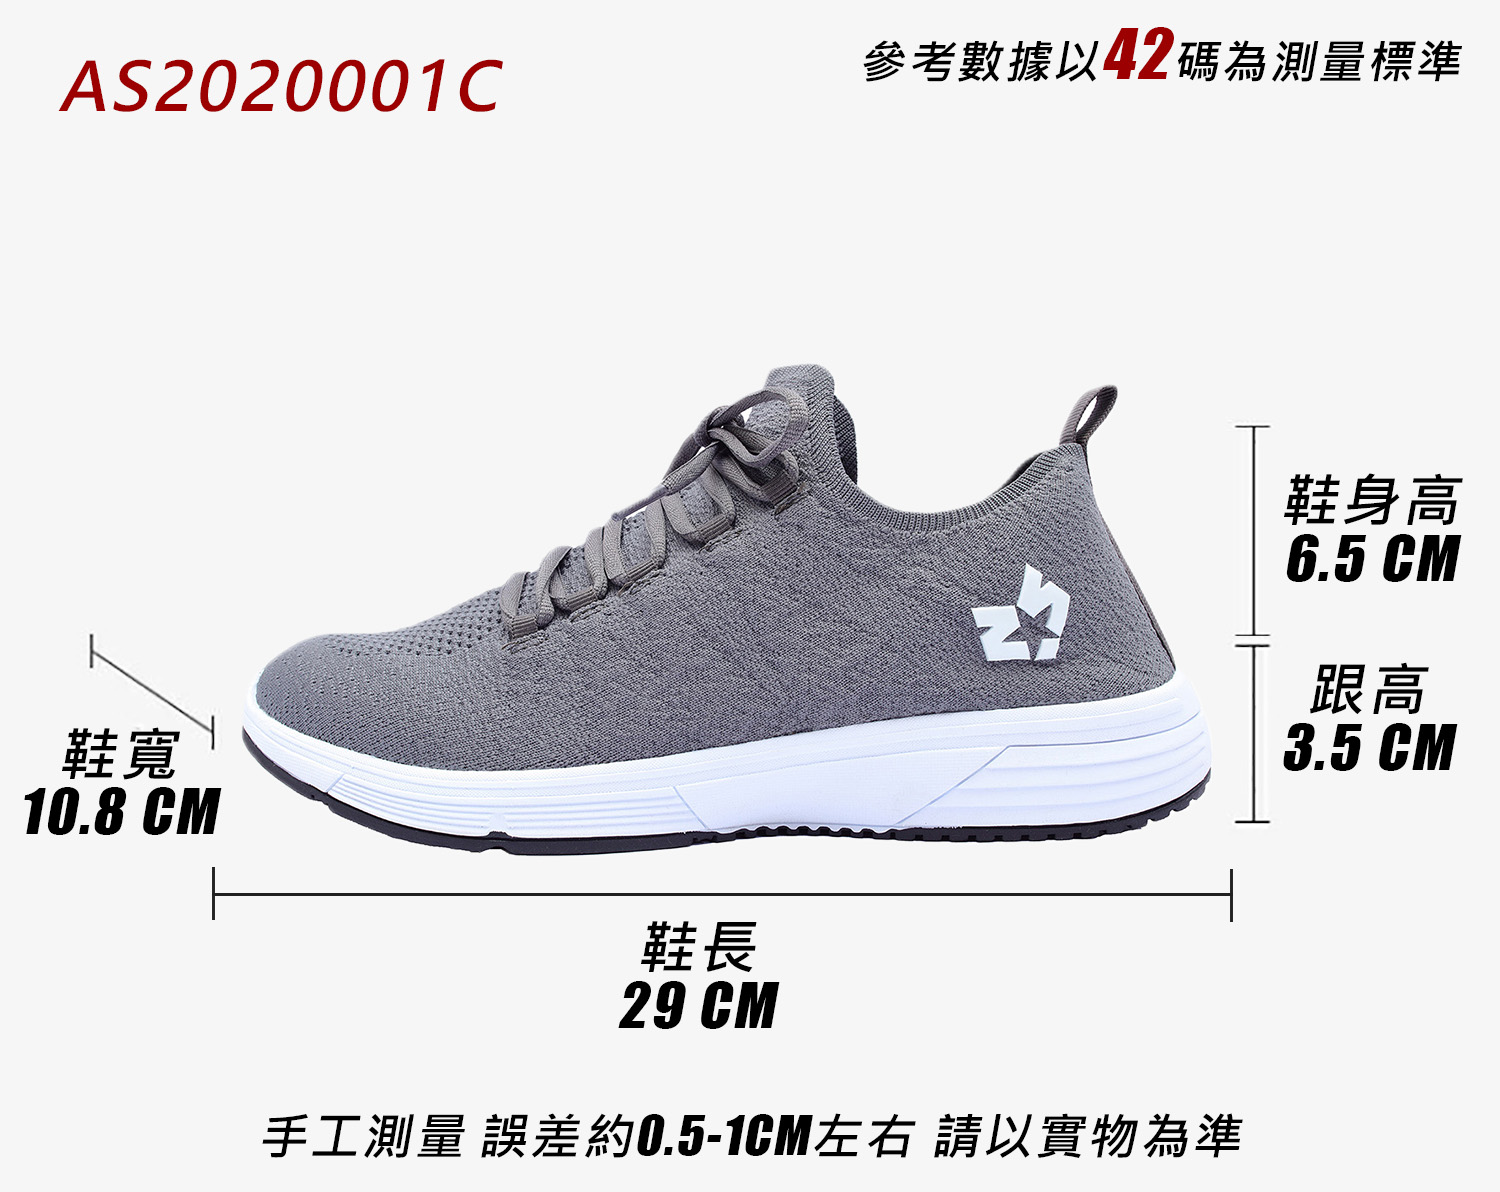 AS2020001C
參考數據以42碼為測量標準
鞋身高
6.5 CM
跟高
3.5 CM
鞋寬
10.8 CM
鞋長
29 CM
手工測量 誤差約0.5-1CM左右 請以實物為準